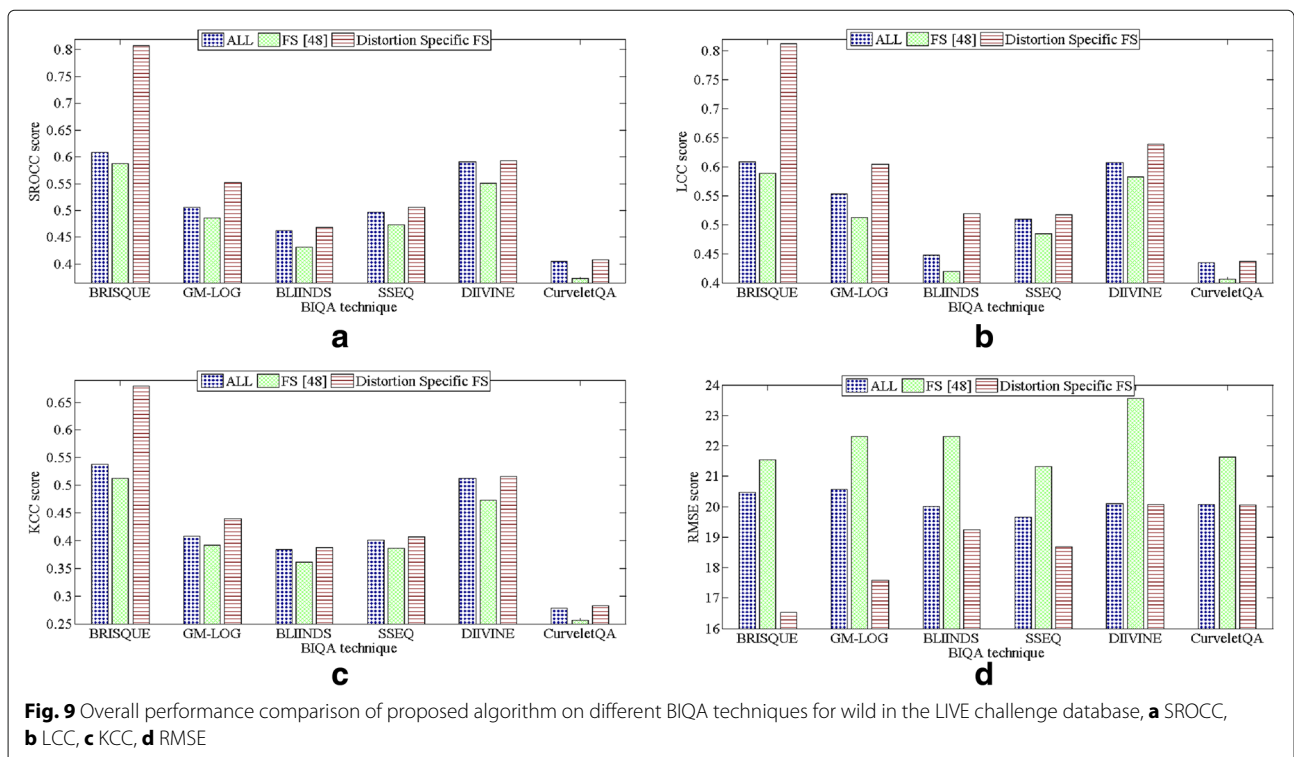 ALL FS [48] Distortion Specific FS
SROCC score
0.8
0.75
0.7
0.65
0.6
0.55
0.5
0.45
0.4
BRISQUE GM-LOG BLIINDS SSEQ DIIVINE CurveletQA
BIQA technique
a
ALL FS [48] Distortion Specific FS
LCC score
0.8
0.75
0.7
0.65
0.6
0.55
0.5
0.45
0.4
BRISQUE GM-LOG BLIINDS SSEQ DIIVINE CurveletQA
BIQA technique
b
ALL FS [48] Distortion Specific FS
KCC score
0.65
0.6
0.55
0.5
0.45
0.4
0.35
0.3
0.25
BRISQUE GM-LOG BLIINDS SSEQ DIIVINE CurveletQA
BIQA technique
c
ALL FS [48] Distortion Specific FS
RMSE score
24
23
22
21
20
19
18
17
16
BRISQUE GM-LOG BLIINDS SSEQ DIIVINE CurveletQA
BIQA technique
d
Fig. 9 Overall performance comparison of proposed algorithm on different BIQA techniques for wild in the LIVE challenge database, a SROCC,
b LCC, c KCC, d RMSE